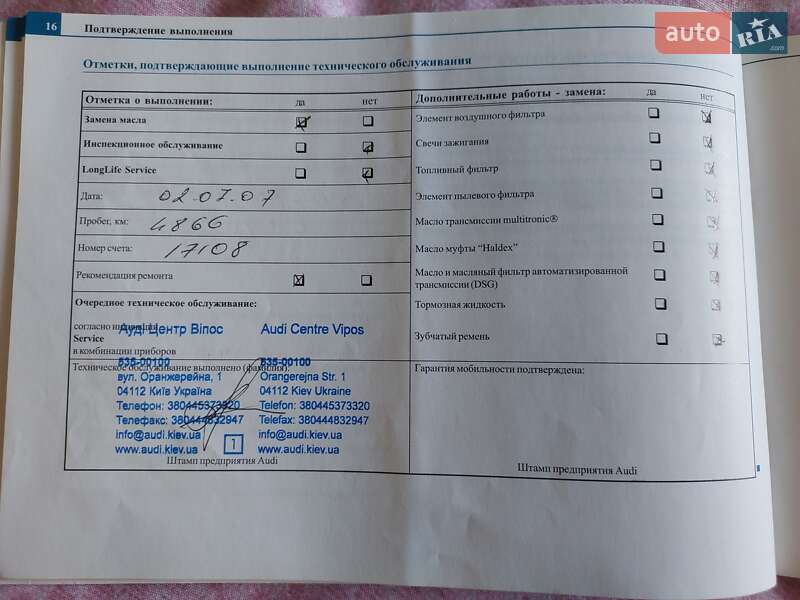 16 Подтверждение выполнения
auto RIA .com
Отметки, подтверждающие выполнение технического обслуживания
Отметка о выполнении: да нет
Замена масла
Инспекционное обслуживание
LongLife Service
Дата: 02.07.07
Пробег, км: 4866
Номер счета: 17108
Рекомендация ремонта
Очередное техническое обслуживание:
согласно
Service
в комбинации приборов
Техническое обслуживание выполнено (фамилия):
Ауді Центр Віпос
635-00100
вул. Оранжерейна, 1
04112 Київ Україна
Телефон: 380445373320
Телефакс: 380444832947
info@audi.kiev.ua
www.audi.kiev.ua
1
Audi Centre Vipos
635-00100
Orangerejna Str. 1
04112 Kiev Ukraine
Telefon: 380445373320
Telefax: 380444832947
info@audi.kiev.ua
www.audi.kiev.ua
Штамп предприятия Audi
Дополнительные работы - замена: да нет
Элемент воздушного фильтра
Свечи зажигания
Топливный фильтр
Элемент пылевого фильтра
Масло трансмиссии multitronic®
Масло муфты “Haldex”
Масло и масляный фильтр автоматизированной
трансмиссии (DSG)
Тормозная жидкость
Зубчатый ремень
Гарантия мобильности подтверждена:
Штамп предприятия Audi